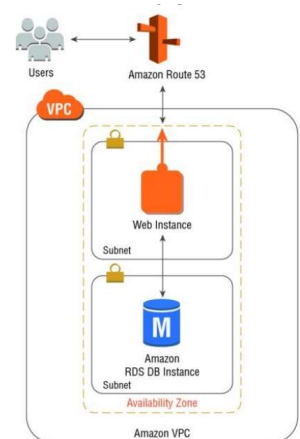 Users
Amazon Route 53
VPC
Web Instance
Subnet
M
Amazon
RDS DB Instance
Subnet
Availability Zone
Amazon VPC